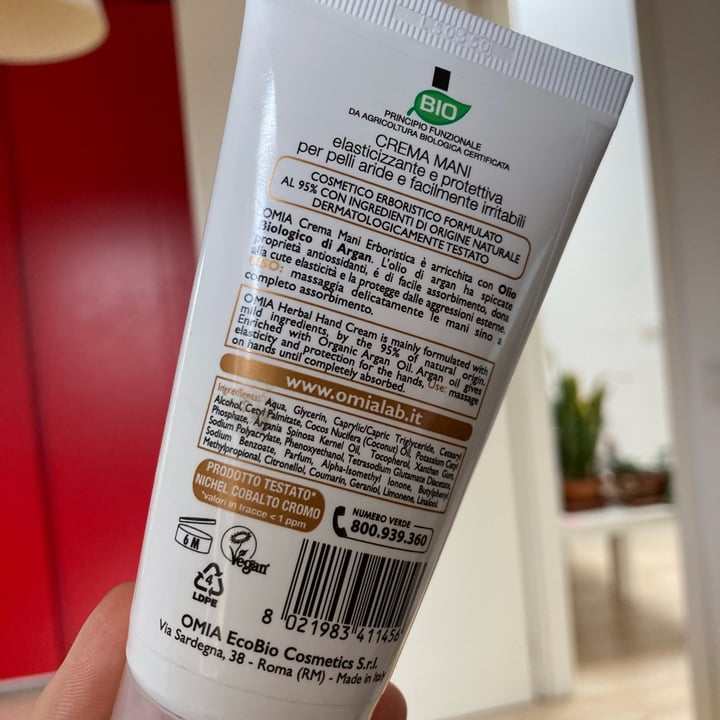 BIO
PRINCIPIO FUNZIONALE
DA AGRICOLTURA BIOLOGICA CERTIFICATA
CREMA MANI
elasticizzante e protettiva
per pelli aride e facilmente irritabili
COSMETICO ERBORISTICO FORMULATO
AL 95% CON INGREDIENTI DI ORIGINE NATURALE
DERMATOLOGICAMENTE TESTATO
OMIA Crema Mani Erboristica è arricchita con Olio
Biologico di Argan. L'olio di argan ha spiccate
proprietà antiossidanti, é di facile assorbimento, dona
alla cute elasticità e la protegge dalle aggressioni esterne.
USO: massaggia delicatamente le mani sino a
completo assorbimento.
OMIA Herbal Hand Cream is mainly formulated with
mild ingredients, by the 95% of natural origin.
Enriched with Organic Argan Oil. Argan oil gives
elasticity and protection for the hands, Use: massage
on hands until completely absorbed.
www.omialab.it
Ingredients: Aqua, Glycerin, Caprylic/Capric Triglyceride, Cetearyl
Alcohol, Cetyl Palmitate, Cocos Nucifera (Coconut) Oil, Potassium Cetyl
Phosphate, Argania Spinosa Kernel Oil, Tocopherol, Xanthan Gum,
Sodium Polyacrylate, Phenoxyethanol, Tetrasodium Glutamate Diacetate,
Sodium Benzoate, Parfum, Alpha-Isomethyl Ionone, Butylphenyl
Methylpropional, Citronellol, Coumarin, Geraniol, Limonene, Linalool.
PRODOTTO TESTATO*
NICHEL COBALTO CROMO
*valori in tracce <1 ppm
NUMERO VERDE
800.939.360
6 M
Vegan
4
LDPE
8 021983 411456
OMIA EcoBio Cosmetics S.r.l.
Via Sardegna, 38 - Roma (RM) - Made in Italy